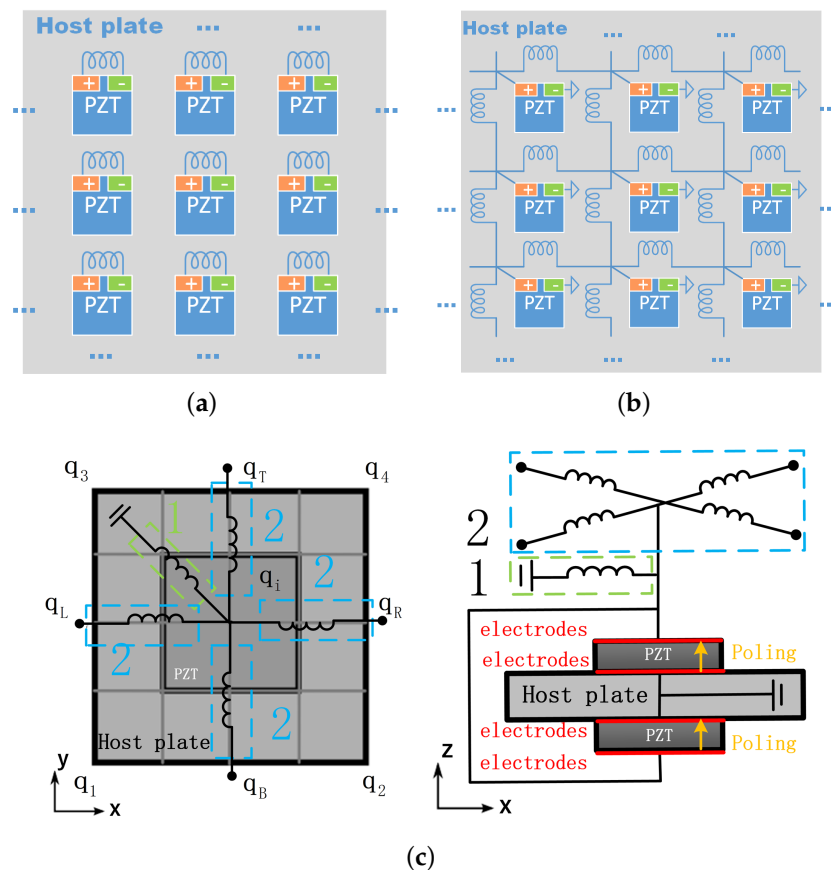 Host plate
+ - + - + -
PZT PZT PZT
+ - + - + -
PZT PZT PZT
+ - + - + -
PZT PZT PZT
(a)
Host plate
+ - + - + -
PZT PZT PZT
+ - + - + -
PZT PZT PZT
+ - + - + -
PZT PZT PZT
(b)
q3 qT q4
1 2
qi 2
qL qR
2 PZT
2
Host plate
q1 qB q2
y
x
2
1
electrodes
electrodes PZT Poling
Host plate
electrodes PZT Poling
electrodes
z
x
(c)